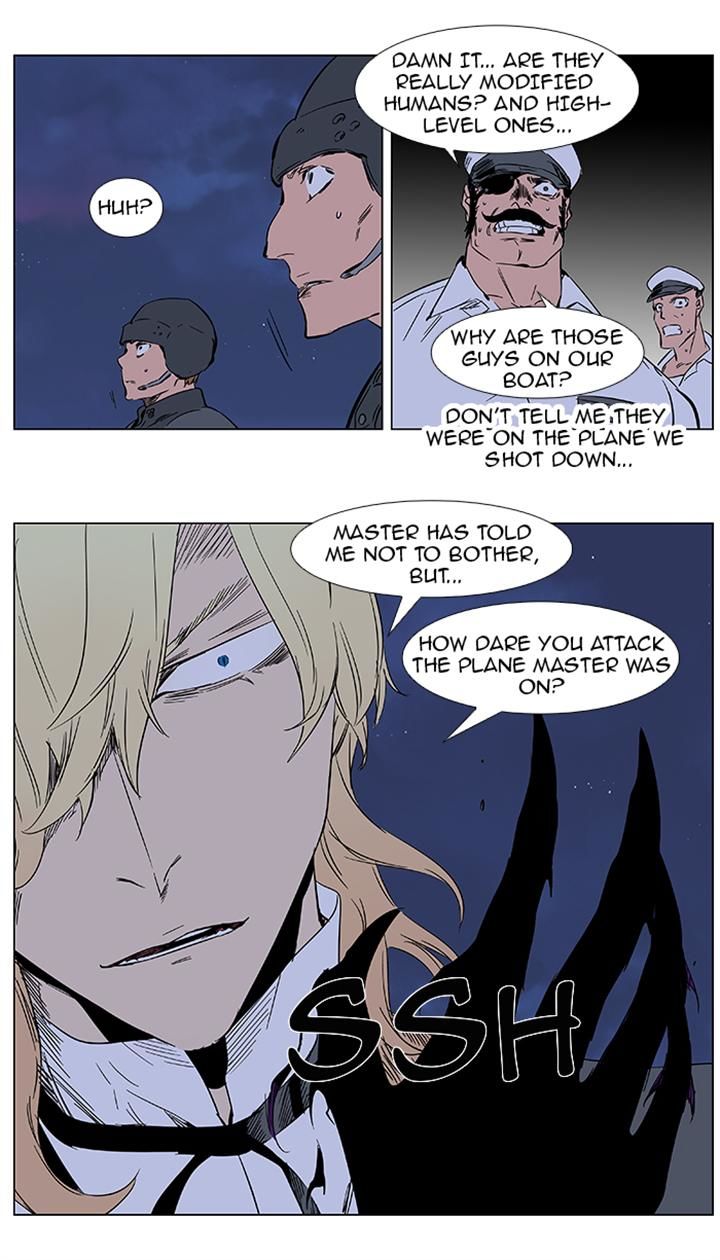 HUH?
DAMN IT... ARE THEY
REALLY MODIFIED
HUMANS? AND HIGH-
LEVEL ONES...
WHY ARE THOSE
GUYS ON OUR
BOAT?
DON'T TELL ME THEY
WERE ON THE PLANE WE
SHOT DOWN...
MASTER HAS TOLD
ME NOT TO BOTHER,
BUT...
HOW DARE YOU ATTACK
THE PLANE MASTER WAS
ON?
SSH